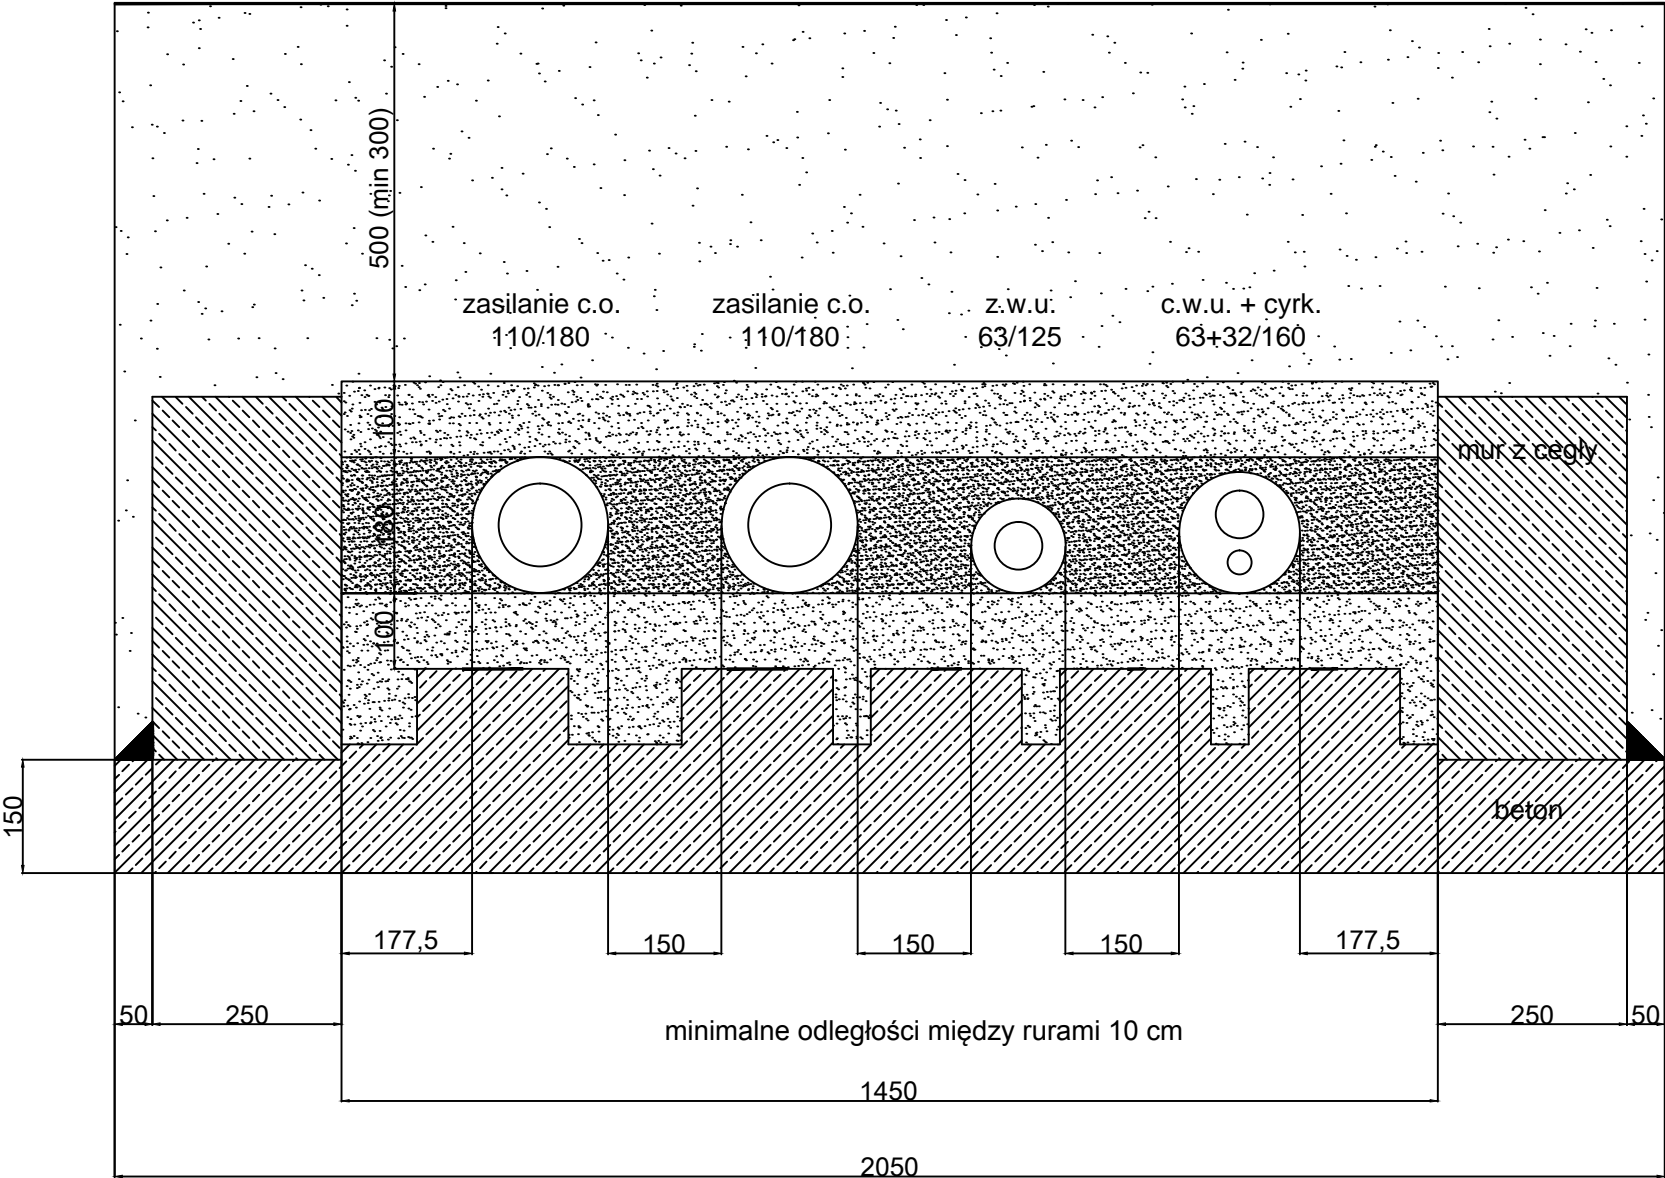 500 (min 300)
zasilanie c.o.
110/180
zasilanie c.o.
110/180
z.w.u.
63/125
c.w.u. + cyrk.
63+32/160
100
mur z cegly
180
100
150
beton
177,5
150
150
150
177,5
50
250
250
50
minimalne odległości między rurami 10 cm
1450
2050